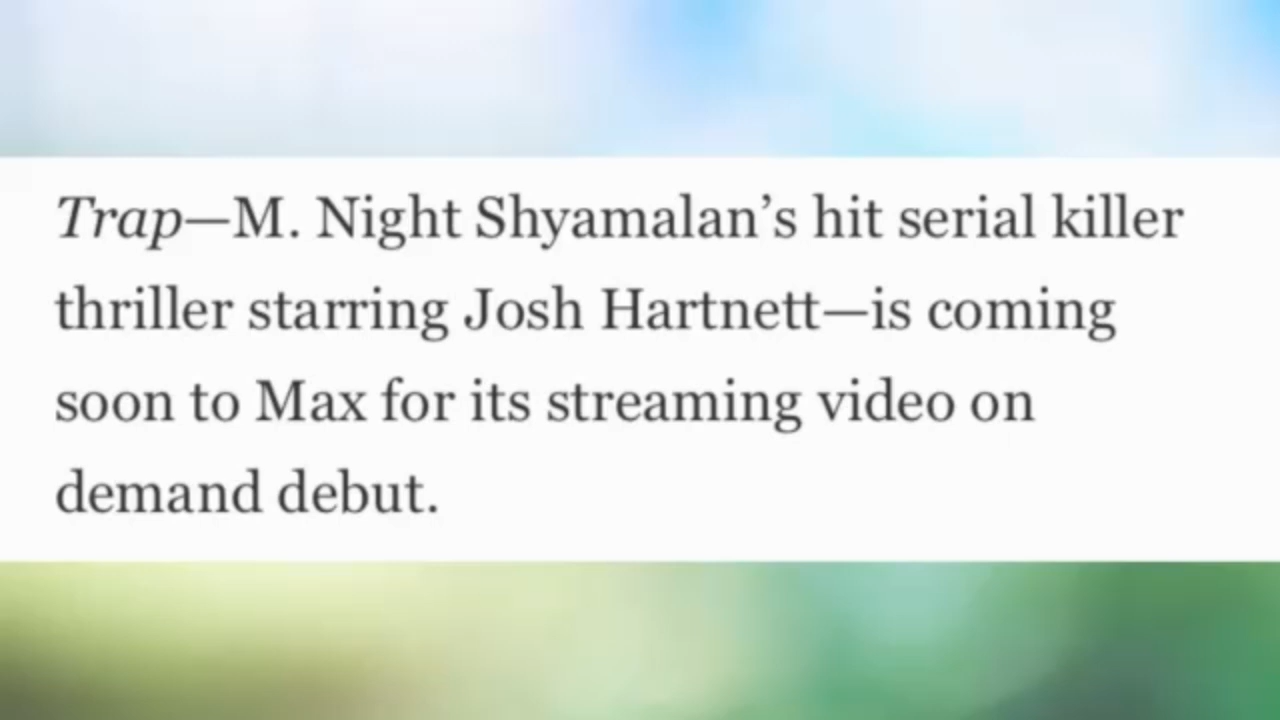 Trap—M. Night Shyamalan’s hit serial killer
thriller starring Josh Hartnett—is coming
soon to Max for its streaming video on
demand debut.